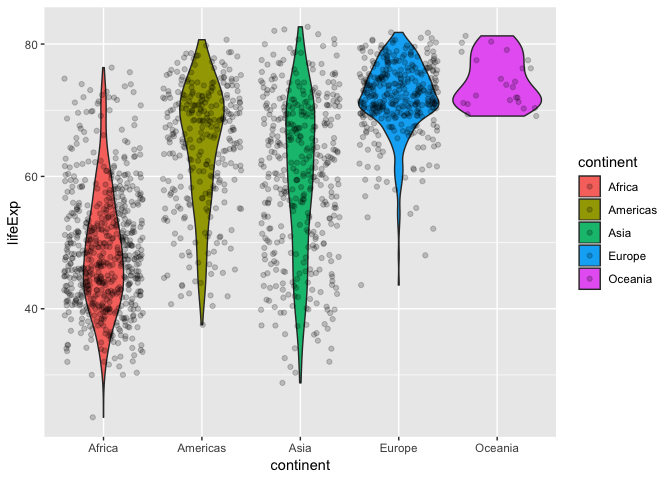 80
60
40
lifeExp
Africa Americas Asia Europe Oceania
continent
continent
Africa
Americas
Asia
Europe
Oceania